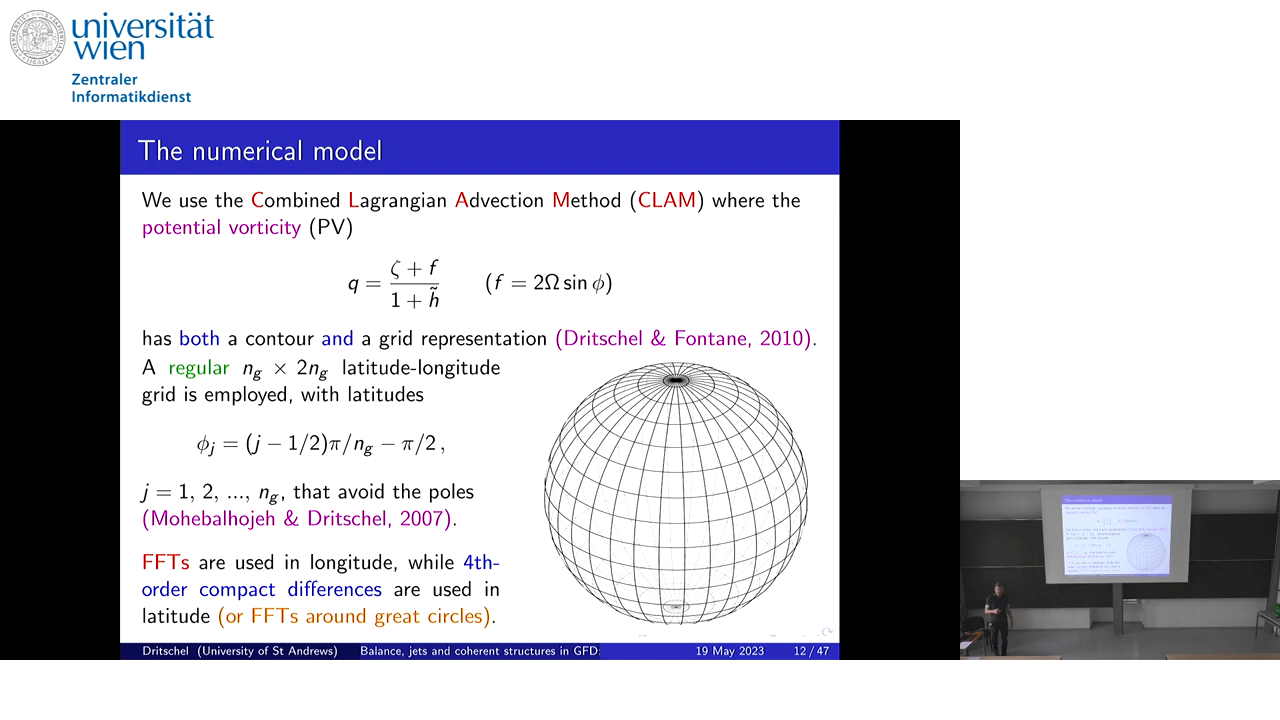 universität
wien
Zentraler
Informatikdienst
The numerical model
We use the Combined Lagrangian Advection Method (CLAM) where the
potential vorticity (PV)
q = (ζ + f) / (1 + h̃)     (f = 2Ω sin ϕ)
has both a contour and a grid representation (Dritschel & Fontane, 2010).
A regular n_g × 2n_g latitude-longitude
grid is employed, with latitudes
ϕ_j = (j − 1/2)π/n_g − π/2 ,
j = 1, 2, ..., n_g, that avoid the poles
(Mohebalhojeh & Dritschel, 2007).
FFTs are used in longitude, while 4th-
order compact differences are used in
latitude (or FFTs around great circles).
Dritschel (University of St Andrews) Balance, jets and coherent structures in GFD: 19 May 2023 12 / 47
The numerical model